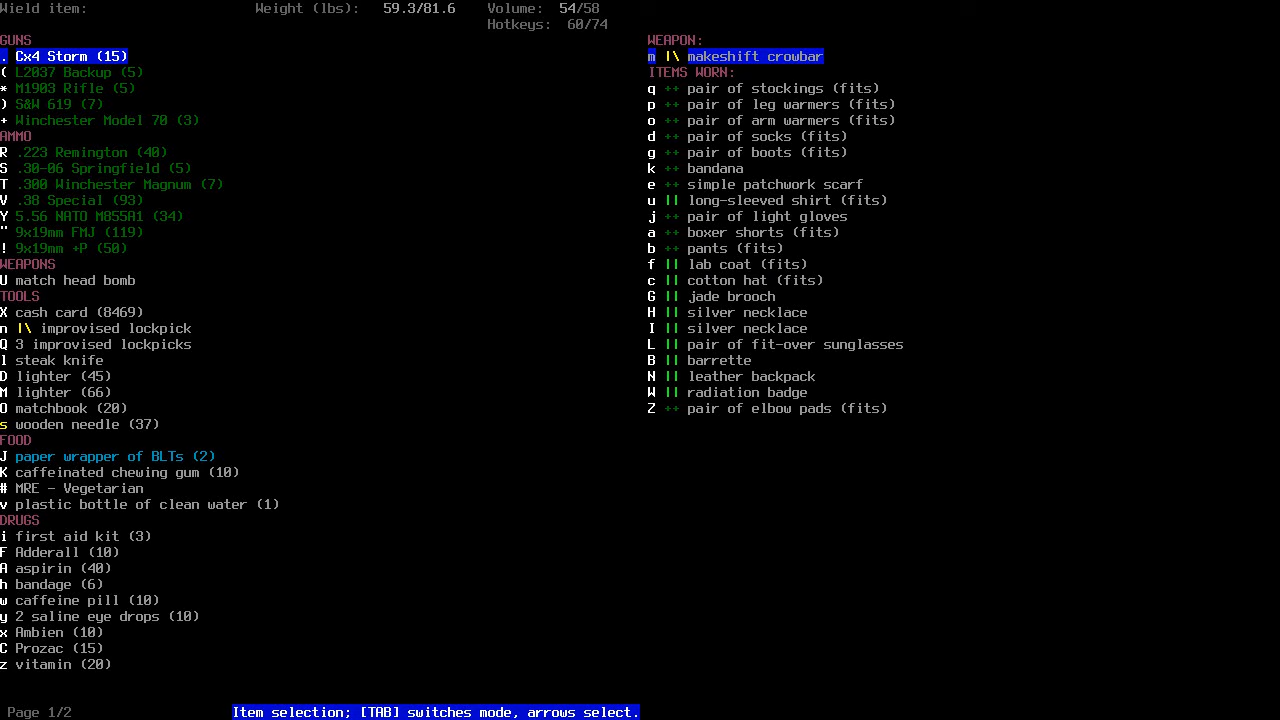 Wield item: Weight (lbs): 59.3/81.6 Volume: 54/58
Hotkeys: 60/74
GUNS
. Cx4 Storm (15)
( L2037 Backup (5)
* M1903 Rifle (5)
) S&W 619 (7)
+ Winchester Model 70 (3)
AMMO
R .223 Remington (40)
S .30-06 Springfield (5)
T .300 Winchester Magnum (7)
V .38 Special (93)
Y 5.56 NATO M855A1 (34)
" 9x19mm FMJ (119)
! 9x19mm +P (50)
WEAPONS
U match head bomb
TOOLS
X cash card (8469)
n |\ improvised lockpick
Q 3 improvised lockpicks
l steak knife
D lighter (45)
M lighter (66)
O matchbook (20)
s wooden needle (37)
FOOD
J paper wrapper of BLTs (2)
K caffeinated chewing gum (10)
# MRE - Vegetarian
v plastic bottle of clean water (1)
DRUGS
i first aid kit (3)
F Adderall (10)
A aspirin (40)
h bandage (6)
w caffeine pill (10)
y 2 saline eye drops (10)
x Ambien (10)
C Prozac (15)
z vitamin (20)
WEAPON:
m |\ makeshift crowbar
ITEMS WORN:
q ++ pair of stockings (fits)
p ++ pair of leg warmers (fits)
o ++ pair of arm warmers (fits)
d ++ pair of socks (fits)
g ++ pair of boots (fits)
k ++ bandana
e ++ simple patchwork scarf
u || long-sleeved shirt (fits)
j ++ pair of light gloves
a ++ boxer shorts (fits)
b ++ pants (fits)
f || lab coat (fits)
c || cotton hat (fits)
G || jade brooch
H || silver necklace
I || silver necklace
L || pair of fit-over sunglasses
B || barrette
N || leather backpack
W || radiation badge
Z ++ pair of elbow pads (fits)
Page 1/2 Item selection; [TAB] switches mode, arrows select.